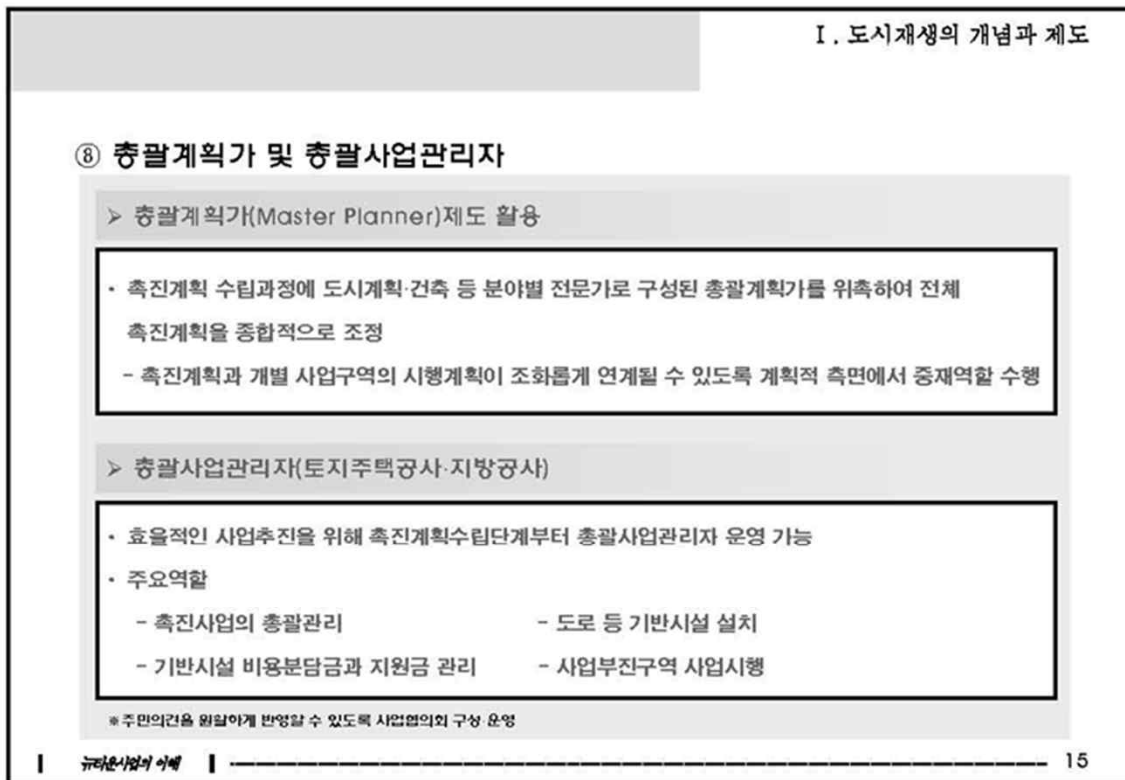 Ⅰ. 도시재생의 개념과 제도
⑧ 총괄계획가 및 총괄사업관리자
➢ 총괄계획가(Master Planner)제도 활용
• 촉진계획 수립과정에 도시계획·건축 등 분야별 전문가로 구성된 총괄계획가를 위촉하여 전체
촉진계획을 종합적으로 조정
- 촉진계획과 개별 사업구역의 시행계획이 조화롭게 연계될 수 있도록 계획적 측면에서 중재역할 수행
➢ 총괄사업관리자(토지주택공사·지방공사)
• 효율적인 사업추진을 위해 촉진계획수립단계부터 총괄사업관리자 운영 가능
• 주요역할
- 촉진사업의 총괄관리 - 도로 등 기반시설 설치
- 기반시설 비용분담금과 지원금 관리 - 사업부진구역 사업시행
※주민의견을 원활하게 반영할 수 있도록 사업협의회 구성·운영
뉴타운사업의 이해 15